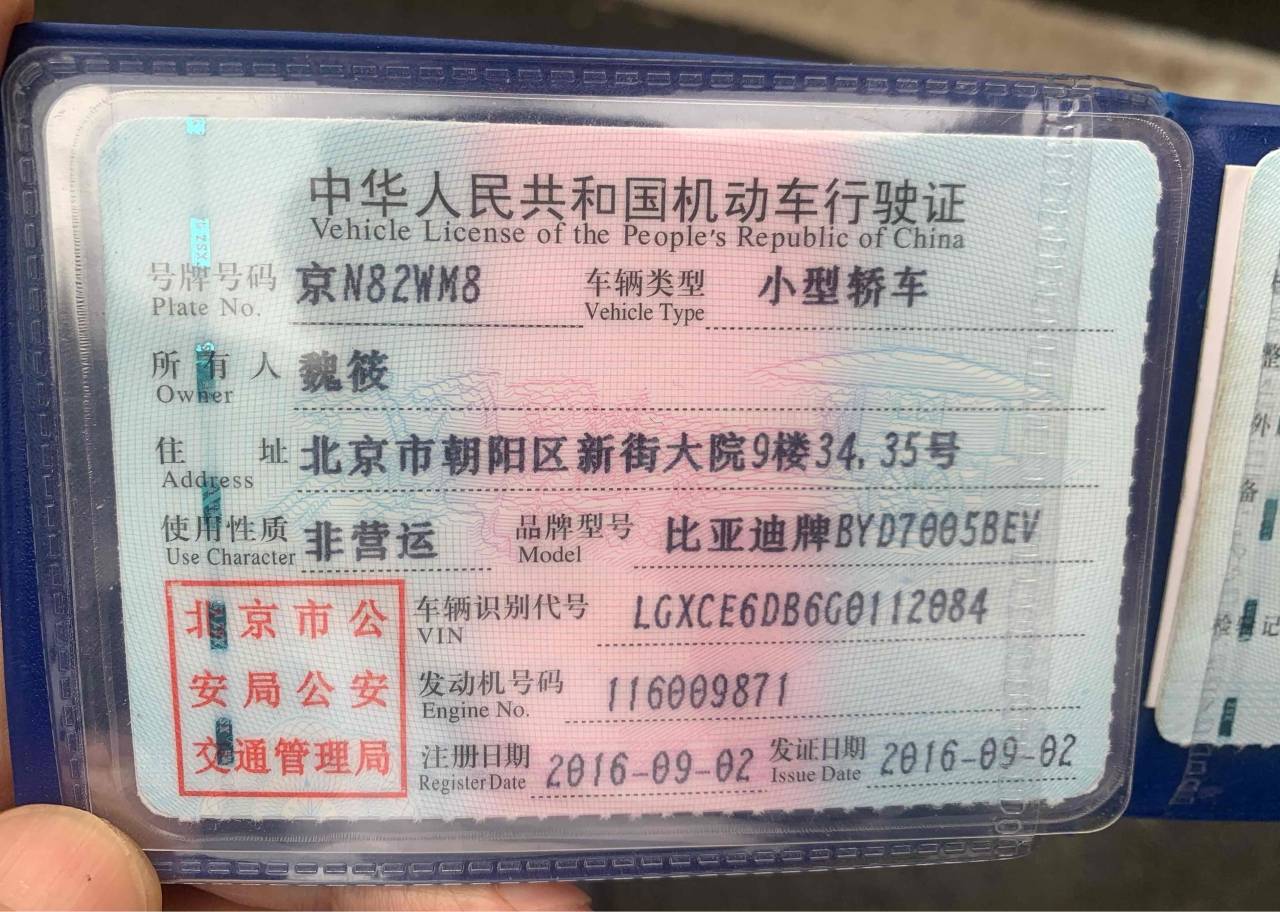 中华人民共和国机动车行驶证
Vehicle License of the People's Republic of China
号牌号码 京N82WM8 车辆类型 小型轿车
Plate No. Vehicle Type
所有人 魏筱
Owner
住址 北京市朝阳区新街大院9楼34.35号
Address
使用性质 非营运 品牌型号 比亚迪牌BYD7005BEV
Use Character Model
北京市公
安局公安
交通管理局
车辆识别代号 LGXCE6DB6G0112084
VIN
发动机号码 116009871
Engine No.
注册日期 2016-09-02 发证日期 2016-09-02
Register Date Issue Date
整
外
备
检验记